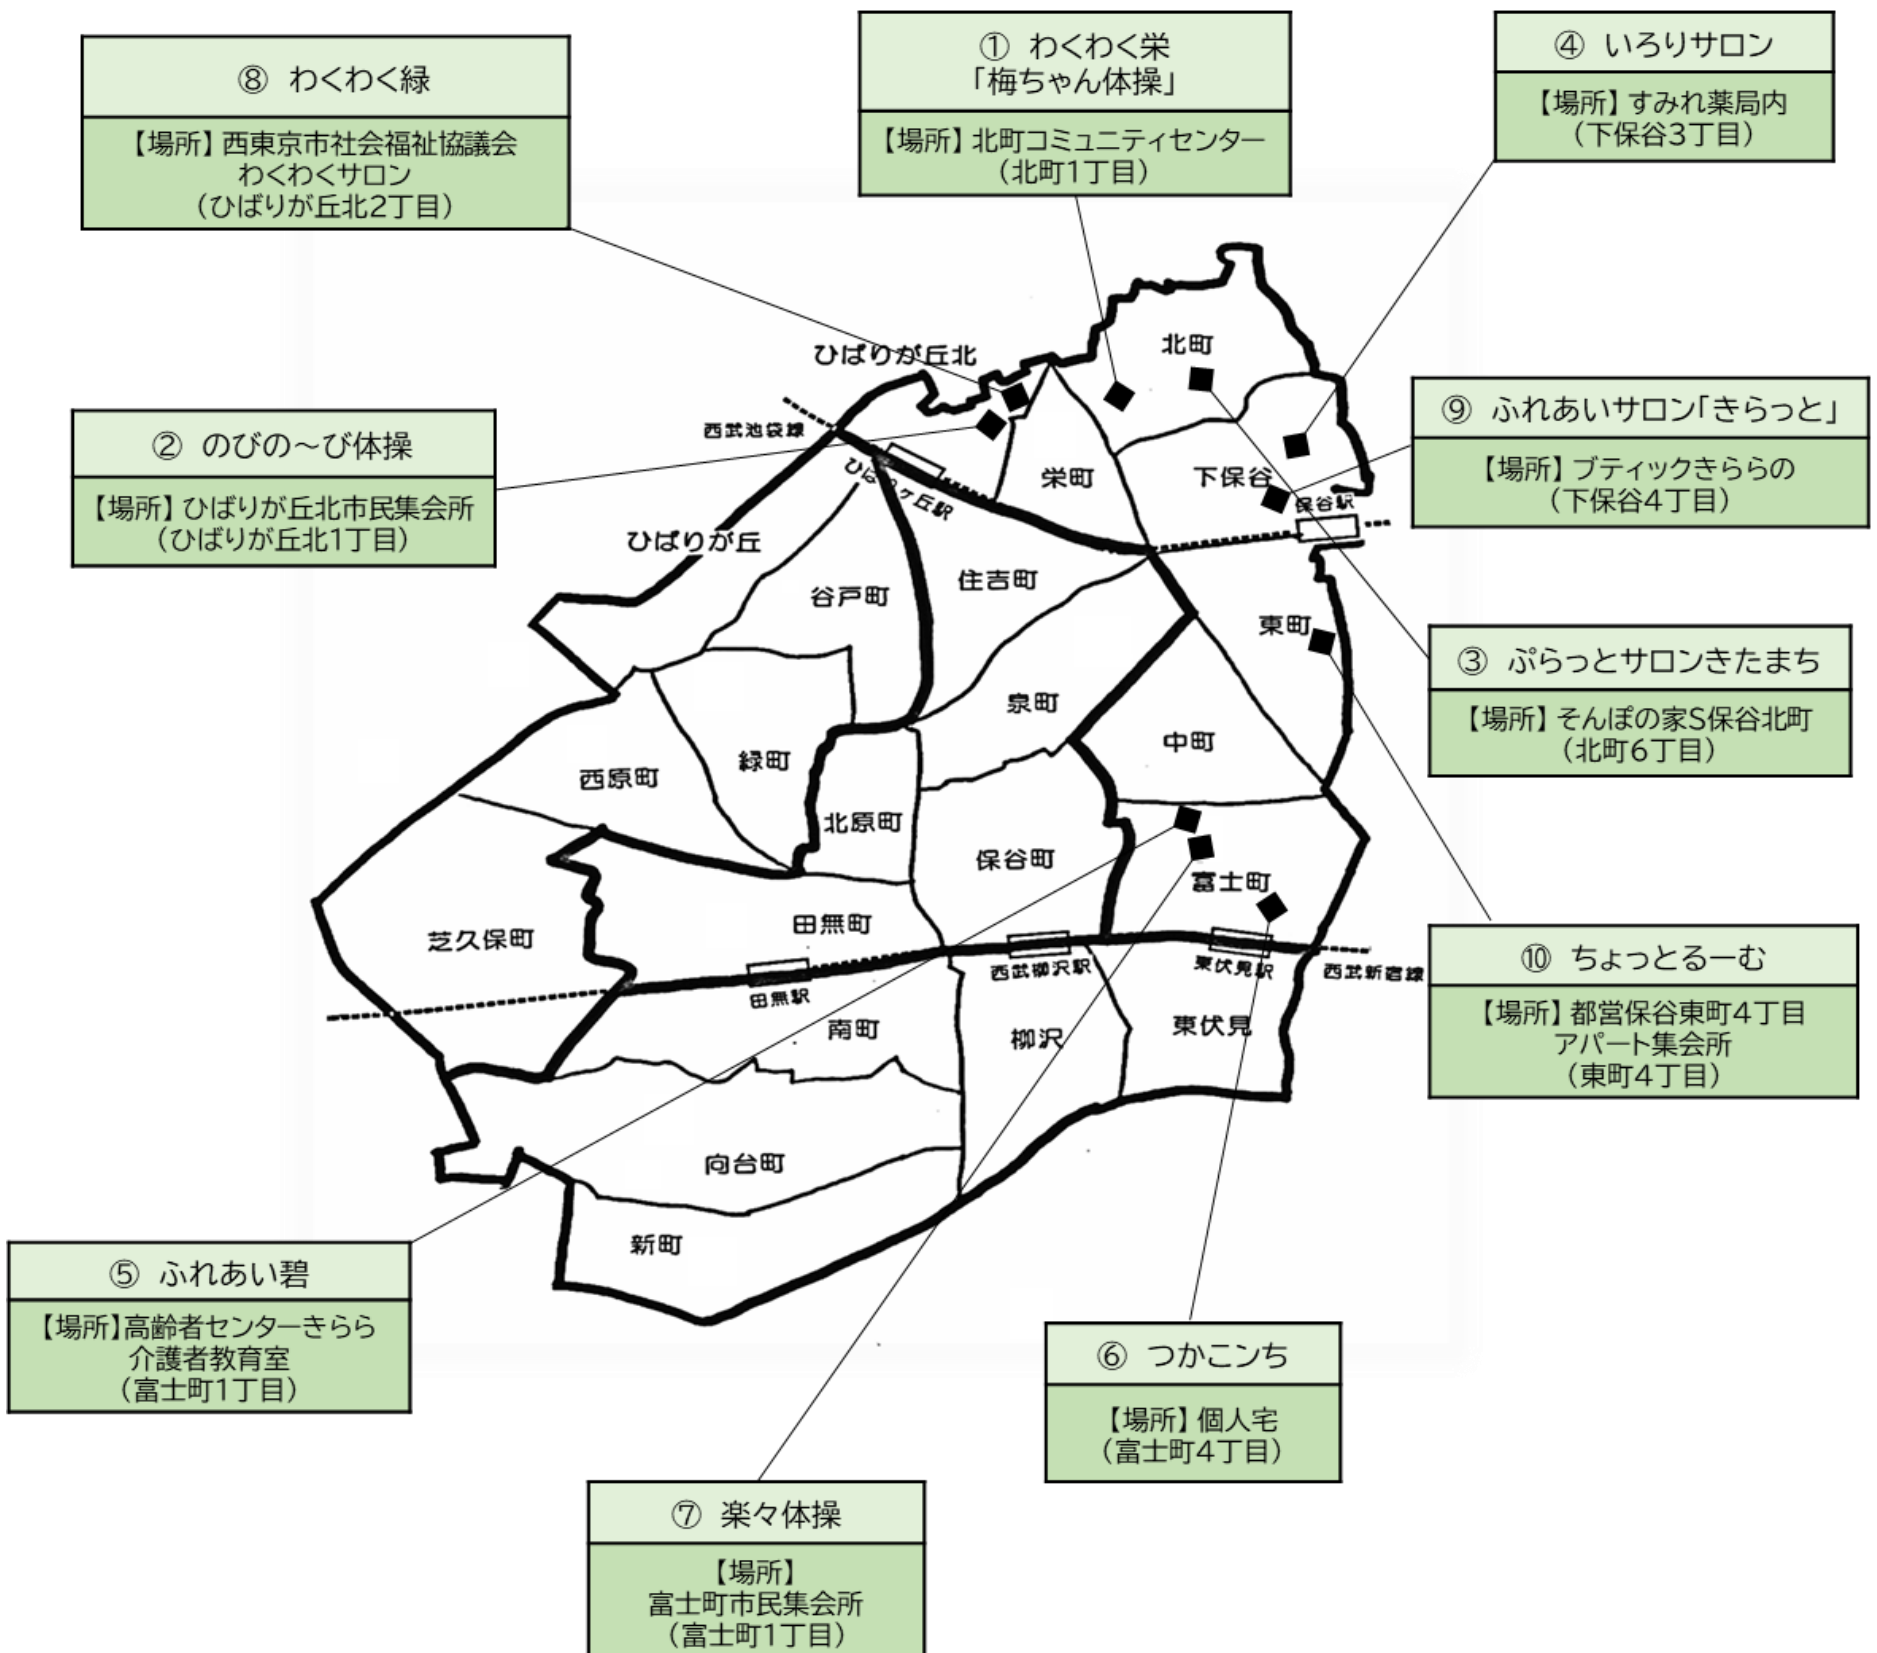 ⑧ わくわく緑
【場所】西東京市社会福祉協議会
わくわくサロン
(ひばりが丘北2丁目)
① わくわく栄
「梅ちゃん体操」
【場所】北町コミュニティセンター
(北町1丁目)
④ いろりサロン
【場所】すみれ薬局内
(下保谷3丁目)
② のびの～び体操
【場所】ひばりが丘北市民集会所
(ひばりが丘北1丁目)
⑨ ふれあいサロン「きらっと」
【場所】ブティックきららの
(下保谷4丁目)
③ ぷらっとサロンきたまち
【場所】そんぽの家S保谷北町
(北町6丁目)
⑩ ちょっとるーむ
【場所】都営保谷東町4丁目
アパート集会所
(東町4丁目)
⑤ ふれあい碧
【場所】高齢者センターきらら
介護者教育室
(富士町1丁目)
⑥ つかこンち
【場所】個人宅
(富士町4丁目)
⑦ 楽々体操
【場所】
富士町市民集会所
(富士町1丁目)
北町
ひばりが丘北
西武池袋線
ひばりヶ丘駅
栄町
下保谷
保谷駅
ひばりが丘
谷戸町
住吉町
東町
泉町
中町
西原町
緑町
北原町
保谷町
富士町
芝久保町
田無町
西武柳沢駅
東伏見駅
西武新宿線
田無駅
南町
柳沢
東伏見
向台町
新町